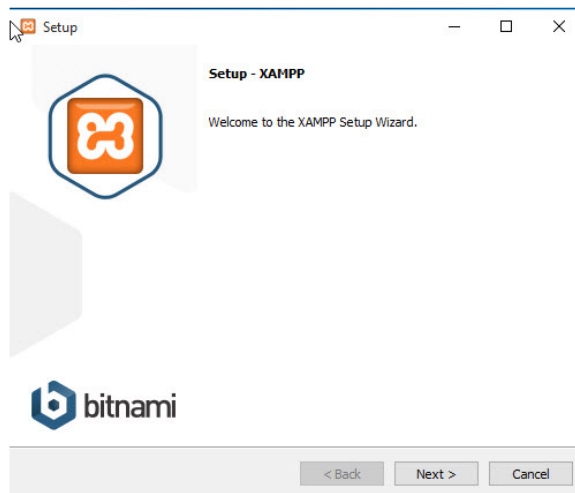 Setup
Setup - XAMPP
Welcome to the XAMPP Setup Wizard.
bitnami
< Back Next > Cancel